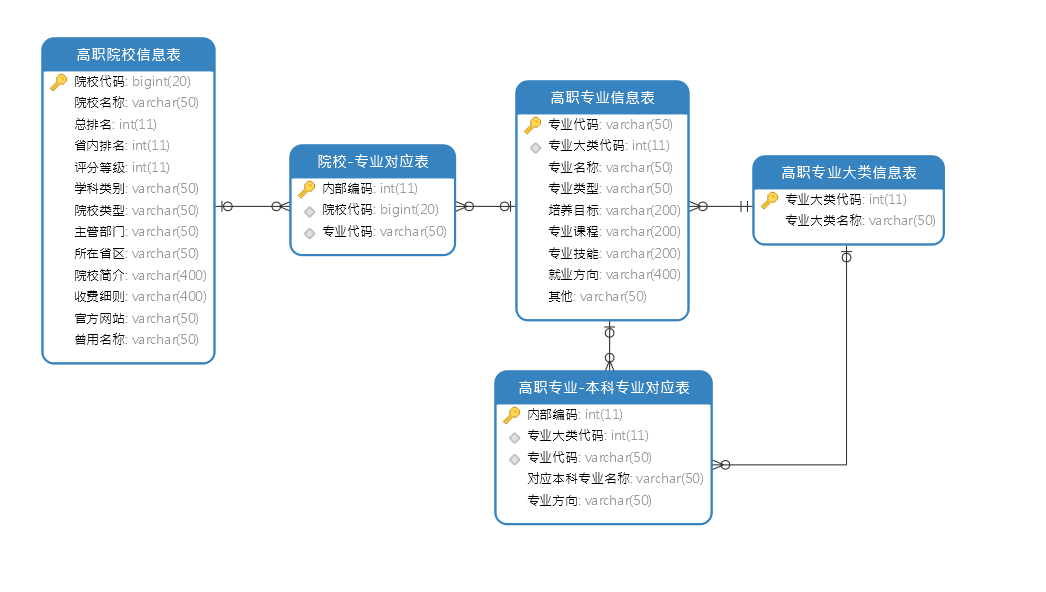 高职院校信息表
院校代码: bigint(20)
院校名称: varchar(50)
总排名: int(11)
省内排名: int(11)
评分等级: int(11)
学科类别: varchar(50)
院校类型: varchar(50)
主管部门: varchar(50)
所在省区: varchar(50)
院校简介: varchar(400)
收费细则: varchar(400)
官方网站: varchar(50)
曾用名称: varchar(50)
院校-专业对应表
内部编码: int(11)
院校代码: bigint(20)
专业代码: varchar(50)
高职专业信息表
专业代码: varchar(50)
专业大类代码: int(11)
专业名称: varchar(50)
专业类型: varchar(50)
培养目标: varchar(200)
专业课程: varchar(200)
专业技能: varchar(200)
就业方向: varchar(400)
其他: varchar(50)
高职专业大类信息表
专业大类代码: int(11)
专业大类名称: varchar(50)
高职专业-本科专业对应表
内部编码: int(11)
专业大类代码: int(11)
专业代码: varchar(50)
对应本科专业名称: varchar(50)
专业方向: varchar(50)